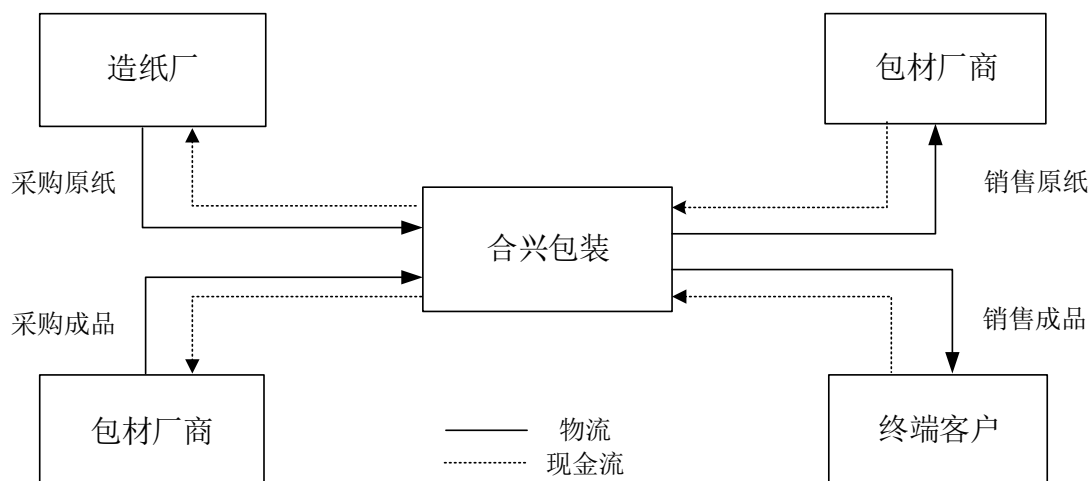 造纸厂
包材厂商
采购原纸
销售原纸
合兴包装
采购成品
销售成品
包材厂商
终端客户
物流
现金流